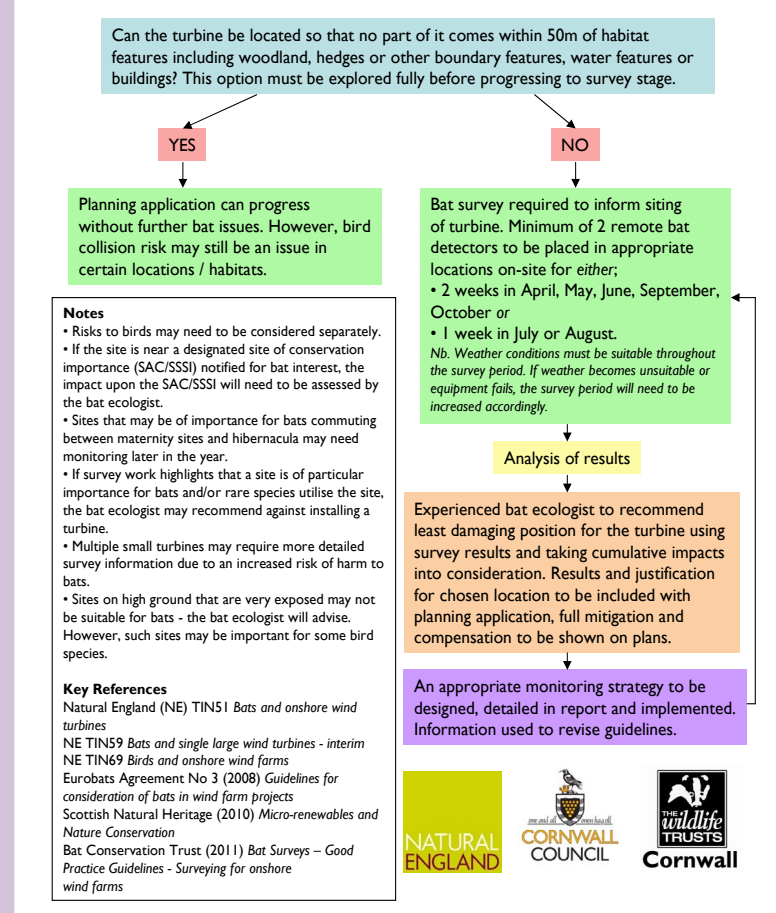 Can the turbine be located so that no part of it comes within 50m of habitat
features including woodland, hedges or other boundary features, water features or
buildings? This option must be explored fully before progressing to survey stage.
YES
NO
Planning application can progress
without further bat issues. However, bird
collision risk may still be an issue in
certain locations / habitats.
Bat survey required to inform siting
of turbine. Minimum of 2 remote bat
detectors to be placed in appropriate
locations on-site for either;
• 2 weeks in April, May, June, September,
October or
• 1 week in July or August.
Nb. Weather conditions must be suitable throughout
the survey period. If weather becomes unsuitable or
equipment fails, the survey period will need to be
increased accordingly.
Notes
• Risks to birds may need to be considered separately.
• If the site is near a designated site of conservation
importance (SAC/SSSI) notified for bat interest, the
impact upon the SAC/SSSI will need to be assessed by
the bat ecologist.
• Sites that may be of importance for bats commuting
between maternity sites and hibernacula may need
monitoring later in the year.
• If survey work highlights that a site is of particular
importance for bats and/or rare species utilise the site,
the bat ecologist may recommend against installing a
turbine.
• Multiple small turbines may require more detailed
survey information due to an increased risk of harm to
bats.
• Sites on high ground that are very exposed may not
be suitable for bats - the bat ecologist will advise.
However, such sites may be important for some bird
species.
Key References
Natural England (NE) TIN51 Bats and onshore wind
turbines
NE TIN59 Bats and single large wind turbines - interim
NE TIN69 Birds and onshore wind farms
Eurobats Agreement No 3 (2008) Guidelines for
consideration of bats in wind farm projects
Scottish Natural Heritage (2010) Micro-renewables and
Nature Conservation
Bat Conservation Trust (2011) Bat Surveys – Good
Practice Guidelines - Surveying for onshore
wind farms
Analysis of results
Experienced bat ecologist to recommend
least damaging position for the turbine using
survey results and taking cumulative impacts
into consideration. Results and justification
for chosen location to be included with
planning application, full mitigation and
compensation to be shown on plans.
An appropriate monitoring strategy to be
designed, detailed in report and implemented.
Information used to revise guidelines.
NATURAL
ENGLAND
one and all
CORNWALL
COUNCIL
THE
wildlife
TRUSTS
Cornwall